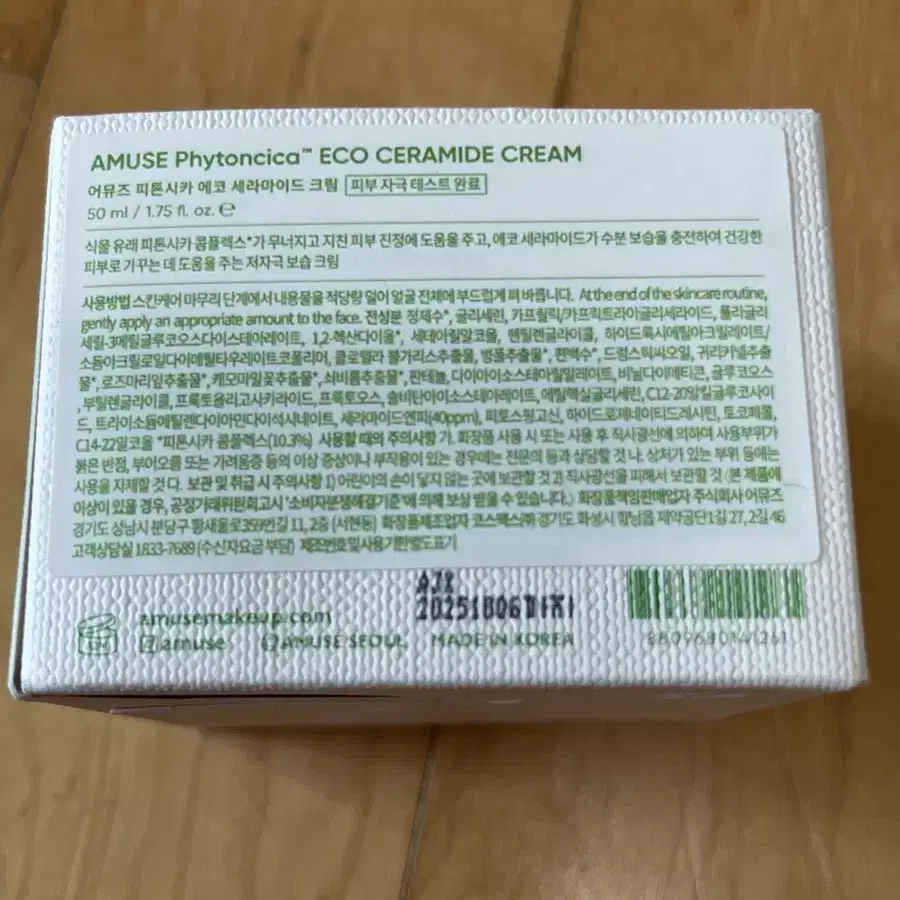 AMUSE Phytoncica™ ECO CERAMIDE CREAM
어뮤즈 피톤시카 에코 세라마이드 크림 피부 자극 테스트 완료
50 ml / 1.75 fl. oz. ℮
식물 유래 피톤시카 콤플렉스*가 무너지고 지친 피부 진정에 도움을 주고, 에코 세라마이드가 수분 보습을 충전하여 건강한
피부로 가꾸는 데 도움을 주는 저자극 보습 크림
사용방법 스킨케어 마무리 단계에서 내용물을 적당량 덜어 얼굴 전체에 부드럽게 펴 바릅니다. At the end of the skincare routine,
gently apply an appropriate amount to the face. 전성분 정제수*, 글리세린, 카프릴릭/카프릭트라이글리세라이드, 폴리글리
세릴-3메틸글루코오스다이스테아레이트, 1,2-헥산다이올*, 세테아릴알코올, 펜틸렌글라이콜, 하이드록시에틸아크릴레이트/
소듐아크릴로일다이메틸타우레이트코폴리머, 클로렐라 불가리스추출물, 병풀추출물*, 편백수*, 드럼스틱씨오일, 귀리커넬추출
물*, 로즈마리잎추출물*, 캐모마일꽃추출물*, 쇠비름추출물*, 판테놀, 다이아이소스테아릴말레이트, 비닐다이메티콘, 글루코오스
, 부틸렌글라이콜, 프룩토올리고사카라이드, 프룩토오스, 솔비탄아이소스테아레이트, 에틸헥실글리세린, C12-20알킬글루코사이
드, 트라이소듐에틸렌다이아민다이석시네이트, 세라마이드엔피(40ppm), 피토스핑고신, 하이드로제네이티드레시틴, 토코페롤,
C14-22알코올 *피톤시카 콤플렉스(10.3%) 사용할 때의 주의사항 가. 화장품 사용 시 또는 사용 후 직사광선에 의하여 사용부위가
붉은 반점, 부어오름 또는 가려움증 등의 이상 증상이나 부작용이 있는 경우에는 전문의 등과 상담할 것 나. 상처가 있는 부위 등에는
사용을 자제할 것 다. 보관 및 취급 시 주의사항 1) 어린이의 손이 닿지 않는 곳에 보관할 것 2) 직사광선을 피해서 보관할 것 〈본 제품에
이상이 있을 경우, 공정거래위원회고시 '소비자분쟁해결기준'에 의해 보상 받을 수 있습니다.〉 화장품책임판매업자 주식회사 어뮤즈
경기도 성남시 분당구 황새울로359번길 11, 2층 (서현동) 화장품제조업자 코스맥스㈜ 경기도 화성시 향남읍 제약공단1길 27, 2길 46
고객상담실 1833-7689 (수신자요금부담) 제조번호 및 사용기한 별도표기
amusemakeup.com
amuse AMUSE SEOUL MADE IN KOREA
20251006까지
8809680141261